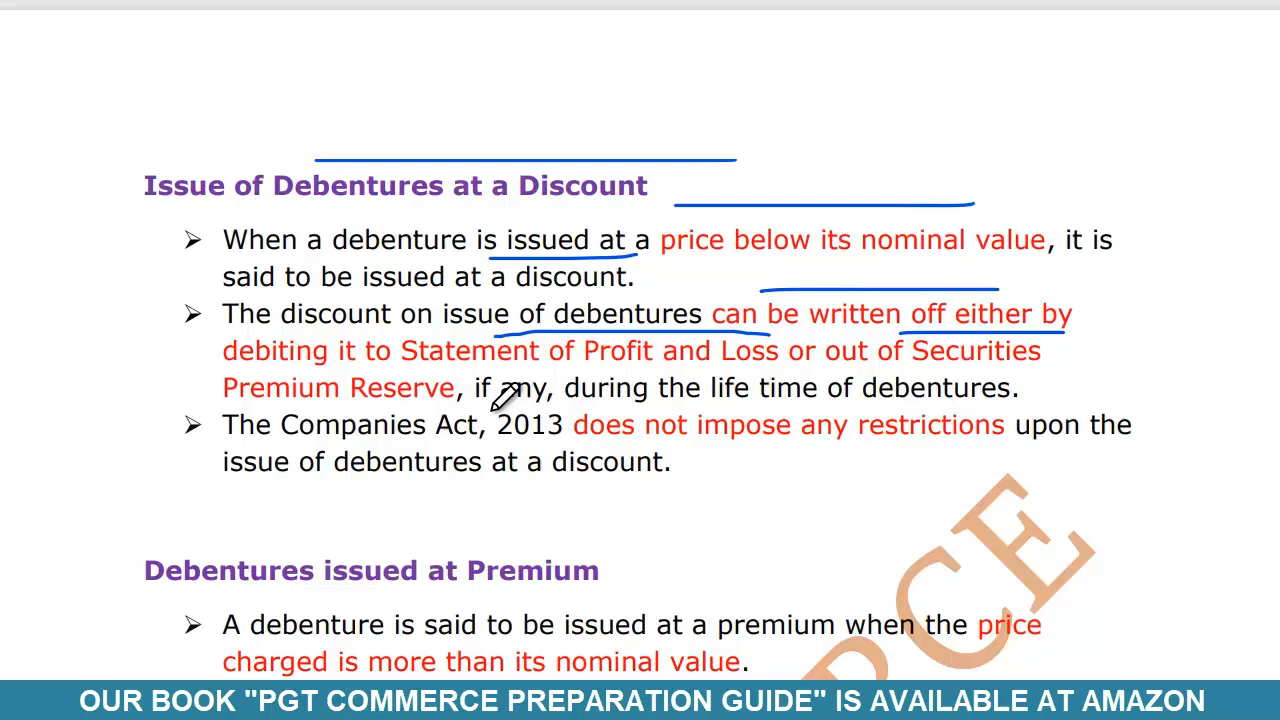 Issue of Debentures at a Discount
➢ When a debenture is issued at a price below its nominal value, it is
said to be issued at a discount.
➢ The discount on issue of debentures can be written off either by
debiting it to Statement of Profit and Loss or out of Securities
Premium Reserve, if any, during the life time of debentures.
➢ The Companies Act, 2013 does not impose any restrictions upon the
issue of debentures at a discount.
Debentures issued at Premium
➢ A debenture is said to be issued at a premium when the price
charged is more than its nominal value.
PCE
OUR BOOK "PGT COMMERCE PREPARATION GUIDE" IS AVAILABLE AT AMAZON